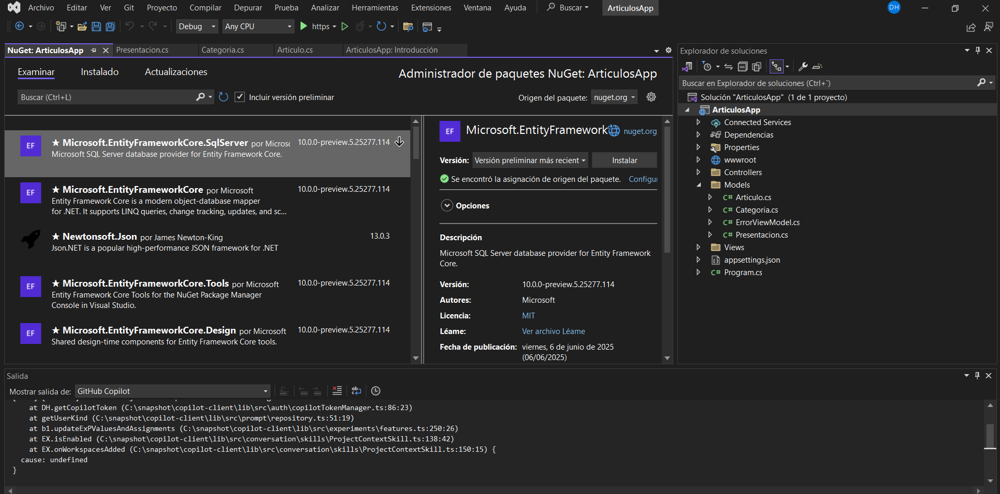 Archivo Editar Ver Git Proyecto Compilar Depurar Prueba Analizar Herramientas Extensiones Ventana Ayuda Buscar ArticulosApp DH
Debug Any CPU https
NuGet: ArticulosApp Presentacion.cs Categoria.cs Articulo.cs ArticulosApp: Introducción
Examinar Instalado Actualizaciones
Administrador de paquetes NuGet: ArticulosApp
Buscar (Ctrl+L) Incluir versión preliminar
Origen del paquete: nuget.org
EF
★ Microsoft.EntityFrameworkCore.SqlServer por Microsc 10.0.0-preview.5.25277.114
Microsoft SQL Server database provider for Entity Framework Core.
EF
★ Microsoft.EntityFrameworkCore por Microsoft 10.0.0-preview.5.25277.114
Entity Framework Core is a modern object-database mapper
for .NET. It supports LINQ queries, change tracking, updates, and sc...
★ Newtonsoft.Json por James Newton-King 13.0.3
Json.NET is a popular high-performance JSON framework for .NET
EF
★ Microsoft.EntityFrameworkCore.Tools por Microsoft 10.0.0-preview.5.25277.114
Entity Framework Core Tools for the NuGet Package Manager
Console in Visual Studio.
EF
★ Microsoft.EntityFrameworkCore.Design por Microsoft 10.0.0-preview.5.25277.114
Shared design-time components for Entity Framework Core tools.
EF
Microsoft.EntityFramework nuget.org
Versión: Versión preliminar más recient Instalar
Se encontró la asignación de origen del paquete. Configu
Opciones
Descripción
Microsoft SQL Server database provider for Entity Framework
Core.
Versión: 10.0.0-preview.5.25277.114
Autores: Microsoft
Licencia: MIT
Léame: Ver archivo Léame
Fecha de publicación: viernes, 6 de junio de 2025
(06/06/2025)
Explorador de soluciones
Buscar en Explorador de soluciones (Ctrl+`)
Solución "ArticulosApp" (1 de 1 proyecto)
ArticulosApp
Connected Services
Dependencias
Properties
wwwroot
Controllers
Models
C# Articulo.cs
C# Categoria.cs
C# ErrorViewModel.cs
C# Presentacion.cs
Views
appsettings.json
C# Program.cs
Salida
Mostrar salida de: GitHub Copilot
at DH.getCopilotToken (C:\snapshot\copilot-client\lib\src\auth\copilotTokenManager.ts:86:23)
at getUserKind (C:\snapshot\copilot-client\lib\src\prompt\repository.ts:51:19)
at b1.updateExPValuesAndAssignments (C:\snapshot\copilot-client\lib\src\experiments\features.ts:250:26)
at EX.isEnabled (C:\snapshot\copilot-client\lib\src\conversation\skills\ProjectContextSkill.ts:138:42)
at EX.onWorkspacesAdded (C:\snapshot\copilot-client\lib\src\conversation\skills\ProjectContextSkill.ts:150:15) {
cause: undefined
}